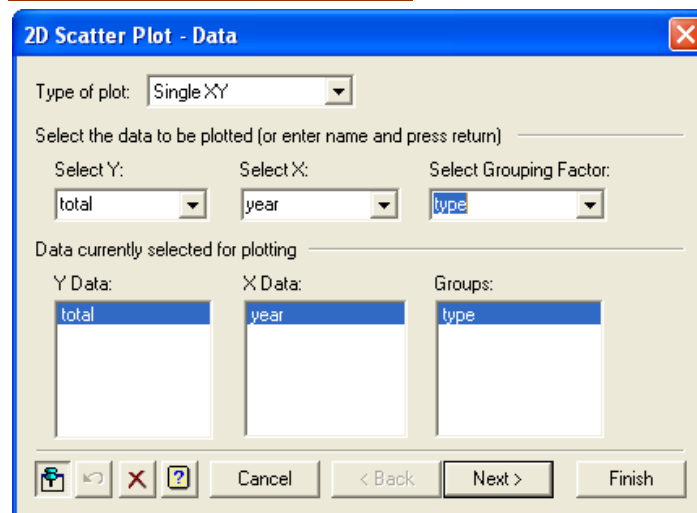 2D Scatter Plot - Data
Type of plot: Single XY
Select the data to be plotted (or enter name and press return)
Select Y: Select X: Select Grouping Factor:
total year type
Data currently selected for plotting
Y Data: X Data: Groups:
total year type
Cancel < Back Next > Finish